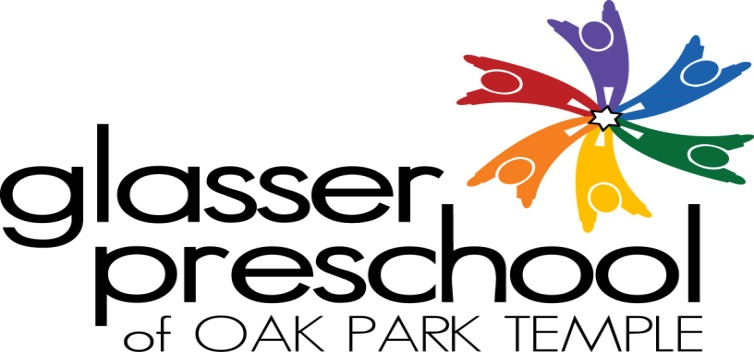 glasser
preschool
of OAK PARK TEMPLE